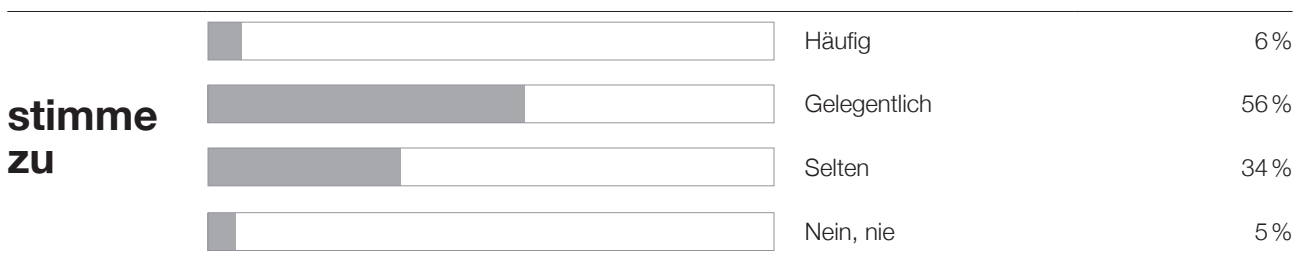 stimme
zu
Häufig 6 %
Gelegentlich 56 %
Selten 34 %
Nein, nie 5 %